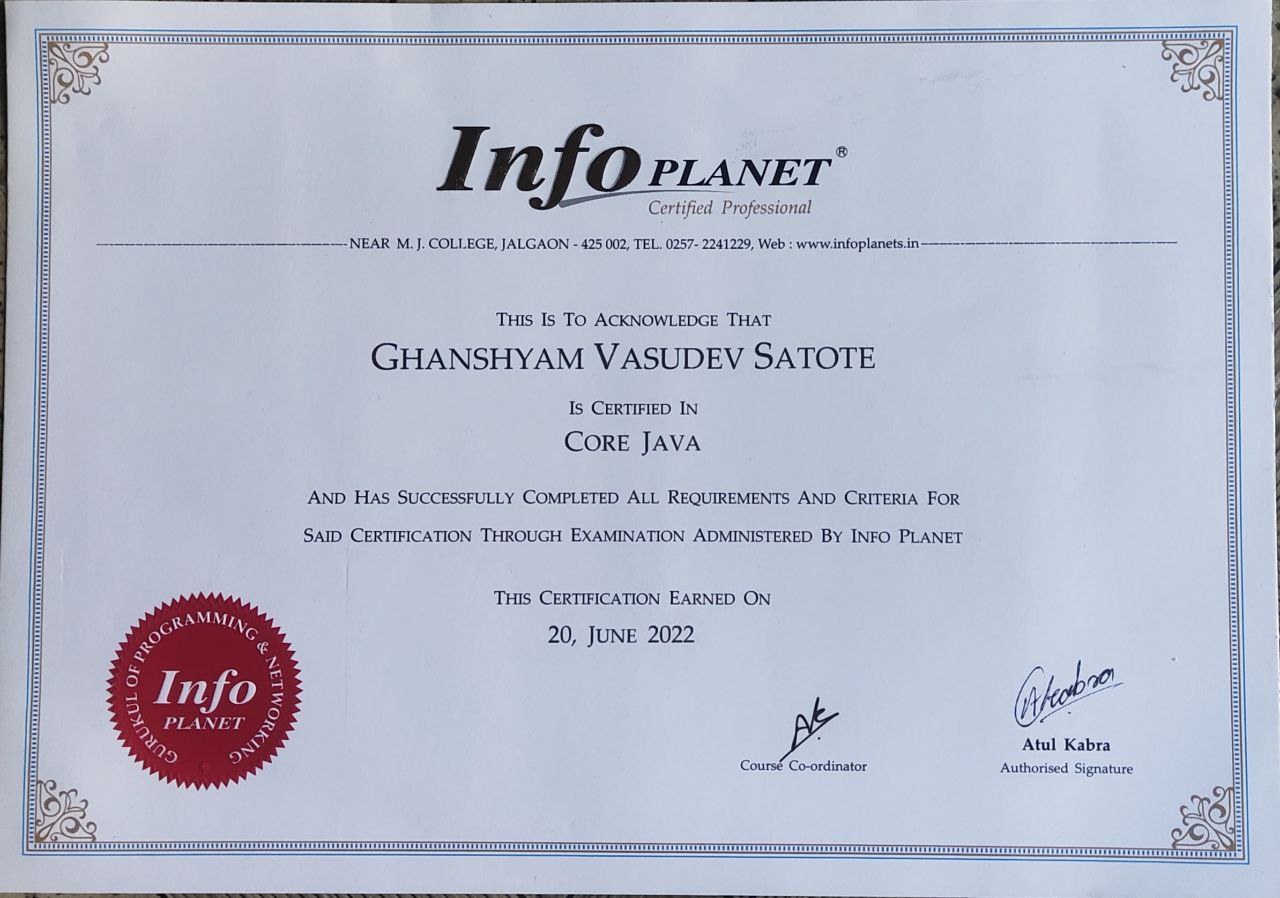 Info PLANET®
Certified Professional
NEAR M. J. COLLEGE, JALGAON - 425 002, TEL. 0257- 2241229, Web : www.infoplanets.in
THIS IS TO ACKNOWLEDGE THAT
GHANSHYAM VASUDEV SATOTE
IS CERTIFIED IN
CORE JAVA
AND HAS SUCCESSFULLY COMPLETED ALL REQUIREMENTS AND CRITERIA FOR
SAID CERTIFICATION THROUGH EXAMINATION ADMINISTERED BY INFO PLANET
THIS CERTIFICATION EARNED ON
20, JUNE 2022
GURUKUL OF PROGRAMMING & NETWORKING
Info
PLANET
AK
Course Co-ordinator
AKabra
Atul Kabra
Authorised Signature